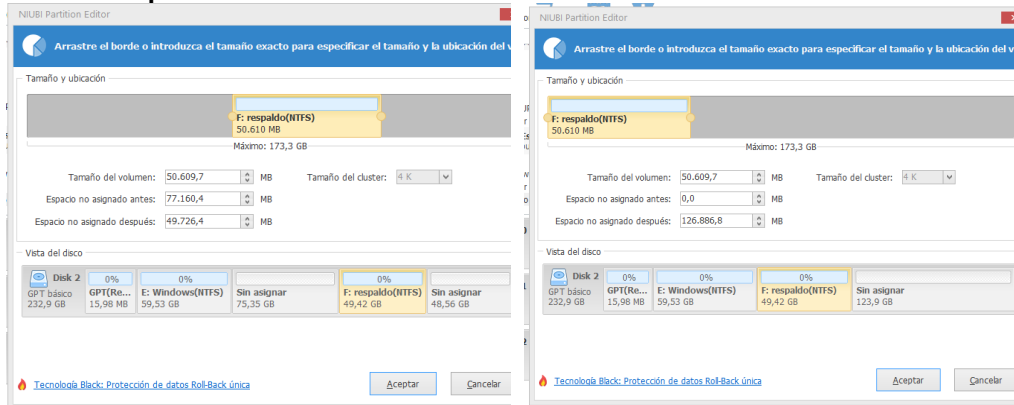 NIUBI Partition Editor
Arrastre el borde o introduzca el tamaño exacto para especificar el tamaño y la ubicación del v
Tamaño y ubicación
F: respaldo(NTFS)
50.610 MB
Máximo: 173,3 GB
Tamaño del volumen: 50.609,7 MB Tamaño del cluster: 4 K
Espacio no asignado antes: 77.160,4 MB
Espacio no asignado después: 49.726,4 MB
Vista del disco
Disk 2 0% 0% 0%
GPT básico GPT(Re... E: Windows(NTFS) Sin asignar F: respaldo(NTFS) Sin asignar
232,9 GB 15,98 MB 59,53 GB 75,35 GB 49,42 GB 48,56 GB
Tecnología Black: Protección de datos Roll-Back única
Aceptar Cancelar
NIUBI Partition Editor
Arrastre el borde o introduzca el tamaño exacto para especificar el tamaño y la ubicación del v
Tamaño y ubicación
F: respaldo(NTFS)
50.610 MB
Máximo: 173,3 GB
Tamaño del volumen: 50.609,7 MB Tamaño del cluster: 4 K
Espacio no asignado antes: 0,0 MB
Espacio no asignado después: 126.886,8 MB
Vista del disco
Disk 2 0% 0% 0%
GPT básico GPT(Re... E: Windows(NTFS) F: respaldo(NTFS) Sin asignar
232,9 GB 15,98 MB 59,53 GB 49,42 GB 123,9 GB
Tecnología Black: Protección de datos Roll-Back única
Aceptar Cancelar